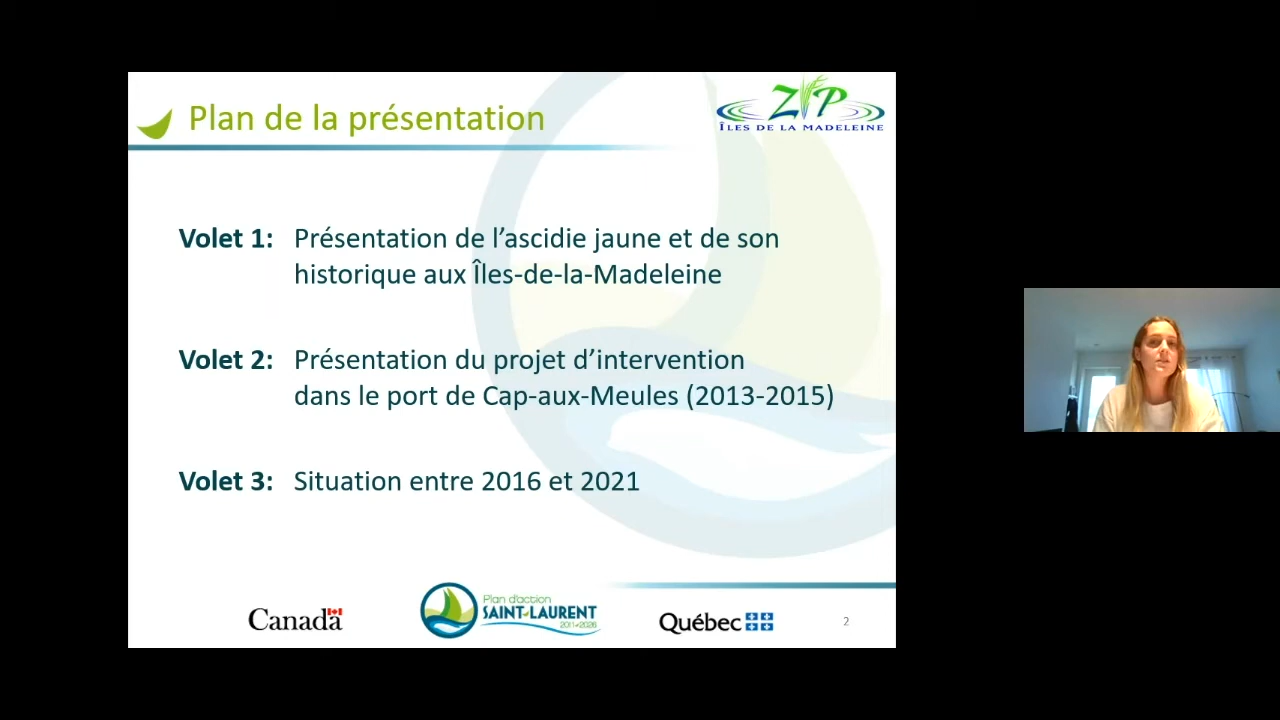 Plan de la présentation
ZIP
ÎLES DE LA MADELEINE
Volet 1: Présentation de l'ascidie jaune et de son
historique aux Îles-de-la-Madeleine
Volet 2: Présentation du projet d'intervention
dans le port de Cap-aux-Meules (2013-2015)
Volet 3: Situation entre 2016 et 2021
Canada
Plan d'action
SAINT-LAURENT
2011-2026
Québec
2